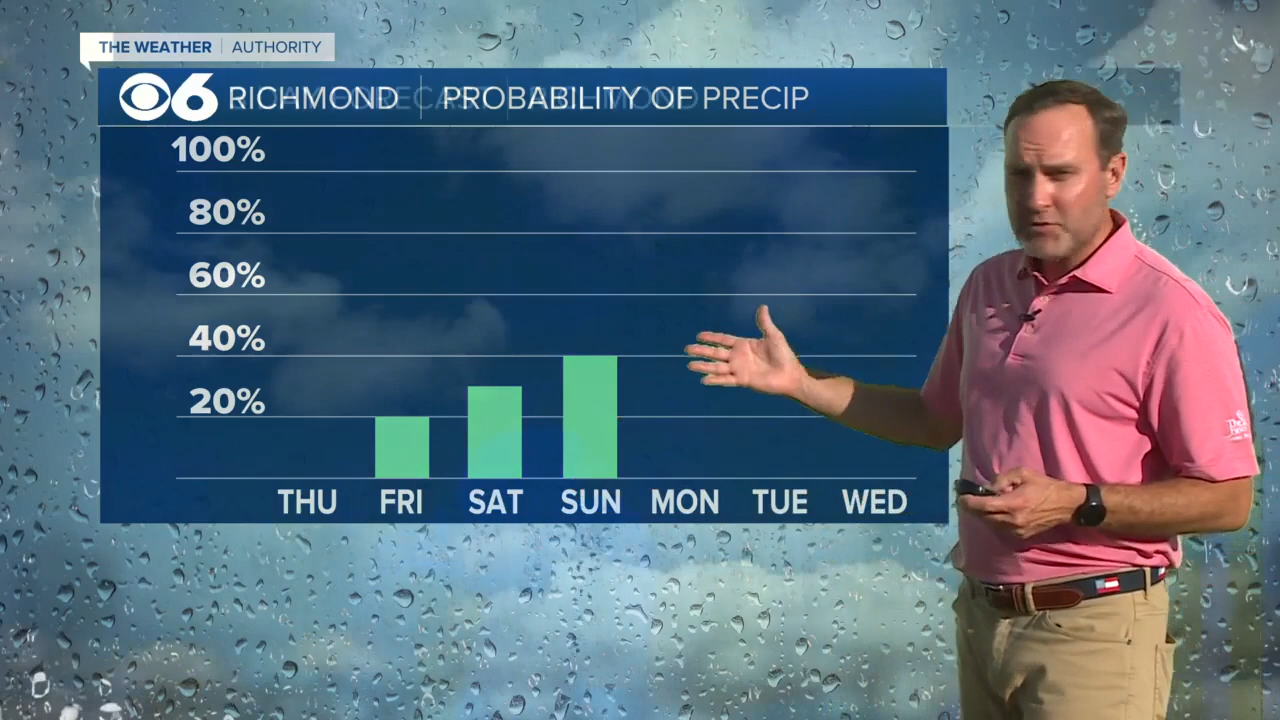 THE WEATHER | AUTHORITY
6 RICHMOND | PROBABILITY OF PRECIP
100%
80%
60%
40%
20%
THU FRI SAT SUN MON TUE WED